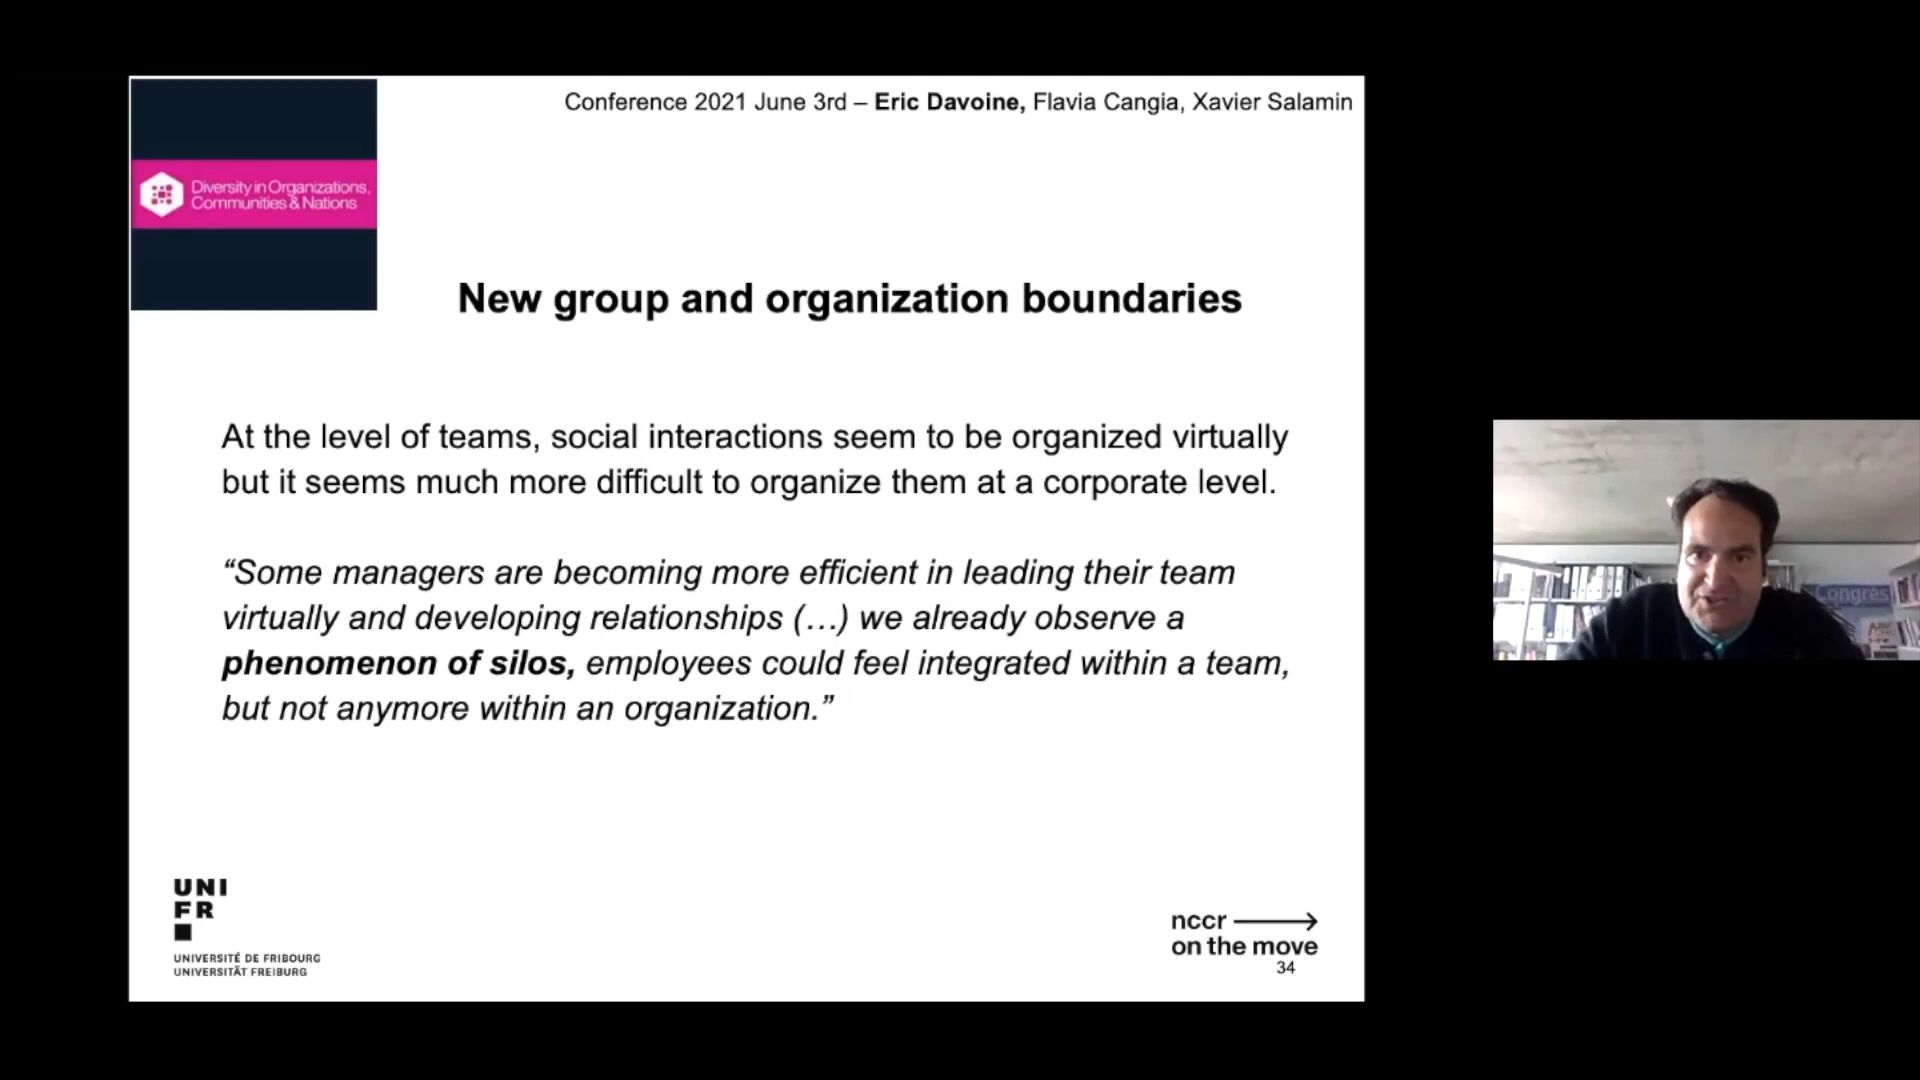 Conference 2021 June 3rd – Eric Davoine, Flavia Cangia, Xavier Salamin
Diversity in Organizations,
Communities & Nations
New group and organization boundaries
At the level of teams, social interactions seem to be organized virtually
but it seems much more difficult to organize them at a corporate level.
“Some managers are becoming more efficient in leading their team
virtually and developing relationships (…) we already observe a
phenomenon of silos, employees could feel integrated within a team,
but not anymore within an organization.”
Congrès
UNI
FR
UNIVERSITÉ DE FRIBOURG
UNIVERSITÄT FREIBURG
nccr
on the move
34